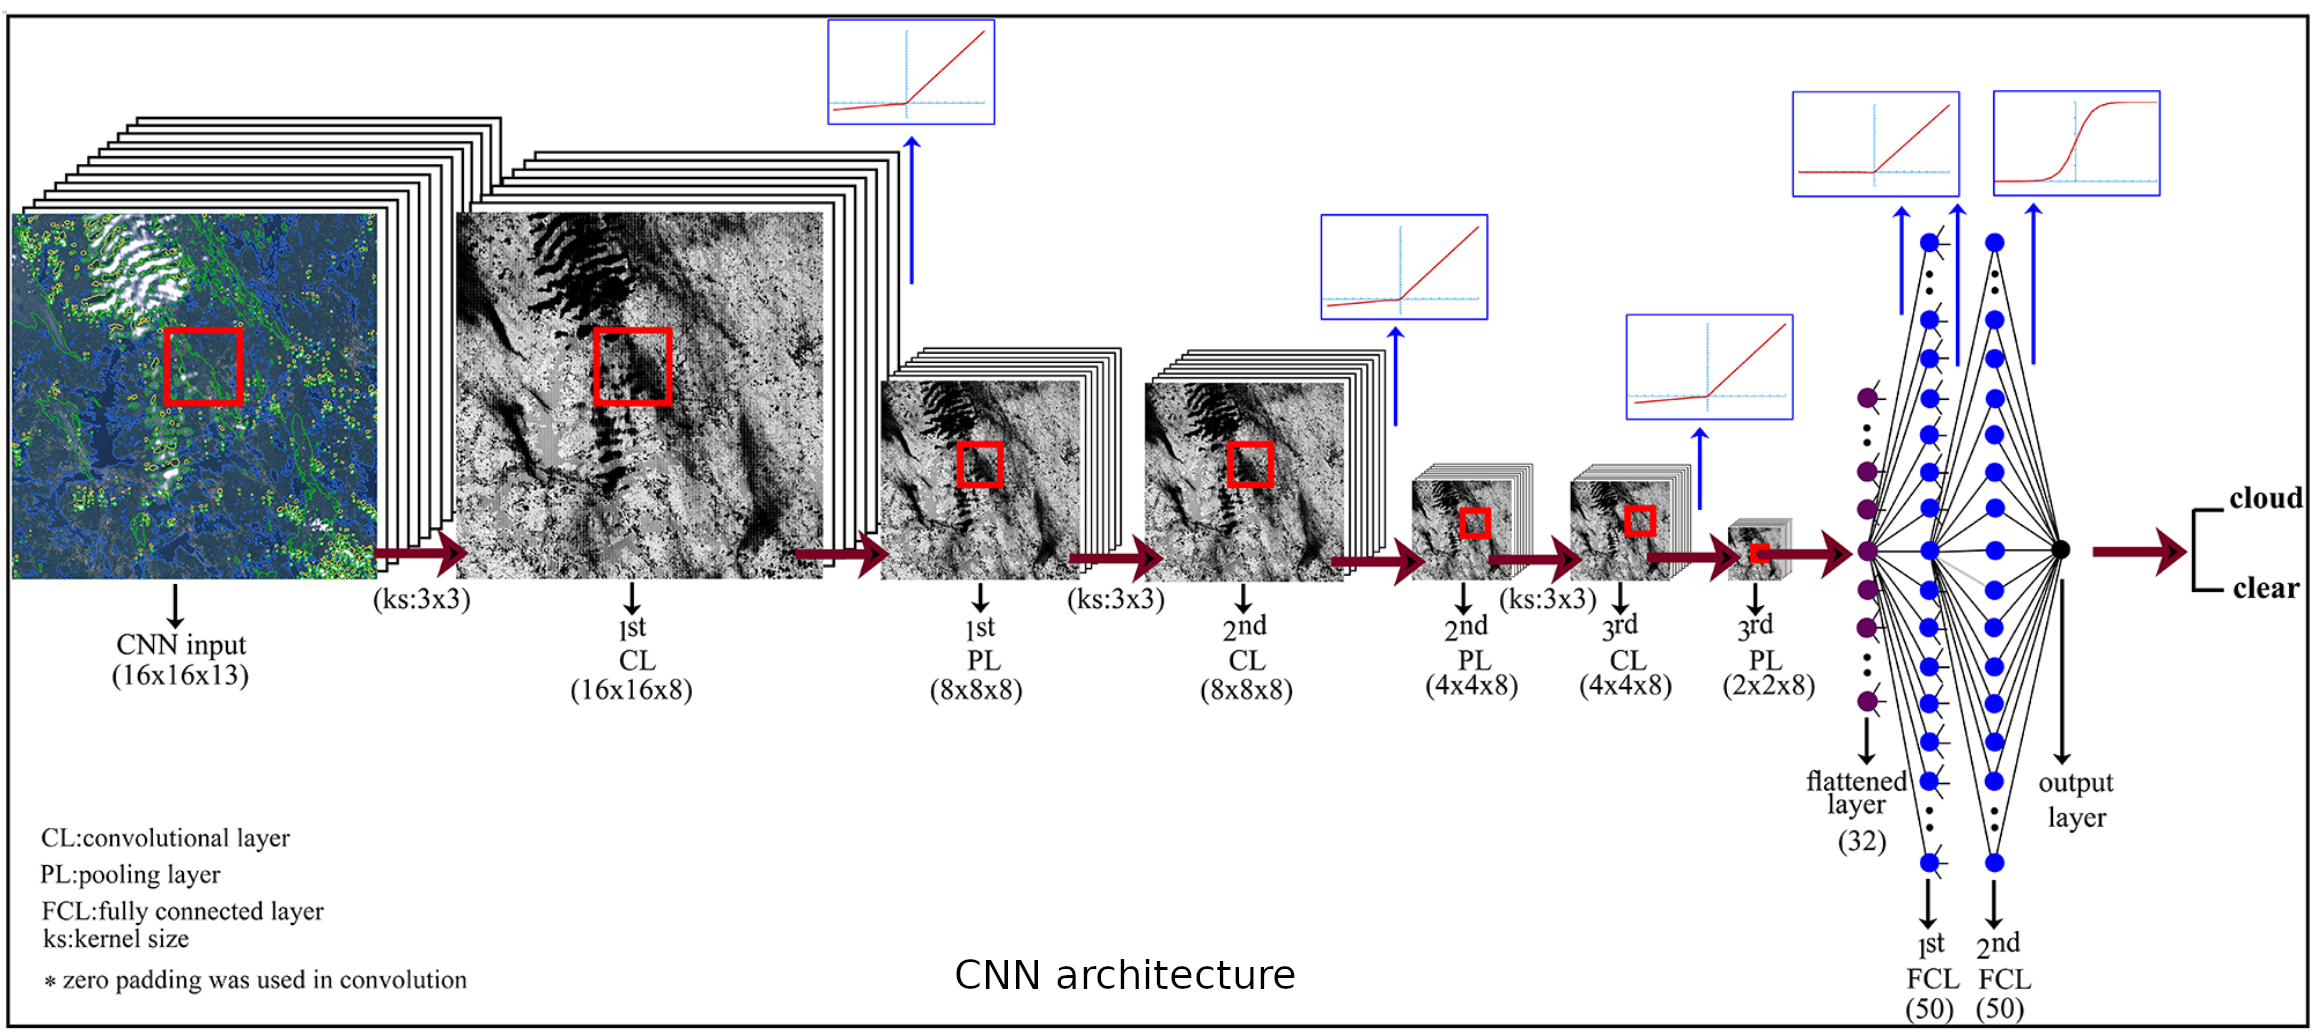 (ks:3x3)
(ks:3x3)
(ks:3x3)
CNN input
(16x16x13)
1st
CL
(16x16x8)
1st
PL
(8x8x8)
2nd
CL
(8x8x8)
2nd
PL
(4x4x8)
3rd
CL
(4x4x8)
3rd
PL
(2x2x8)
flattened
layer
(32)
1st
FCL
(50)
2nd
FCL
(50)
output
layer
cloud
clear
CL:convolutional layer
PL:pooling layer
FCL:fully connected layer
ks:kernel size
* zero padding was used in convolution
CNN architecture